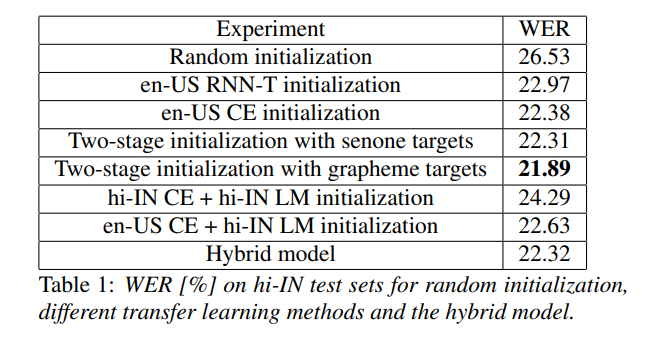 Experiment WER
Random initialization 26.53
en-US RNN-T initialization 22.97
en-US CE initialization 22.38
Two-stage initialization with senone targets 22.31
Two-stage initialization with grapheme targets 21.89
hi-IN CE + hi-IN LM initialization 24.29
en-US CE + hi-IN LM initialization 22.63
Hybrid model 22.32
Table 1: WER [%] on hi-IN test sets for random initialization,
different transfer learning methods and the hybrid model.